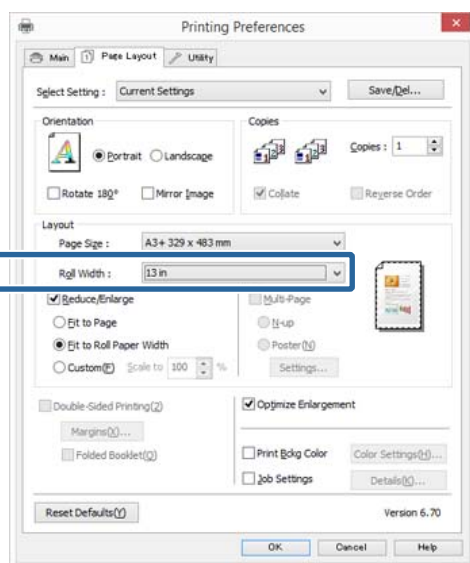 Printing Preferences
Main Page Layout Utility
Select Setting : Current Settings Save/Del...
Orientation
Portrait Landscape
Rotate 180° Mirror Image
Copies
Copies : 1
Collate Reverse Order
Layout
Page Size : A3+ 329 x 483 mm
Roll Width : 13 in
Reduce/Enlarge
Fit to Page
Fit to Roll Paper Width
Custom(F) Scale to 100 %
Multi-Page
N-up
Poster(N)
Settings...
Double-Sided Printing(Z)
Margins(X)...
Folded Booklet(Q)
Optimize Enlargement
Print Bckg Color Color Settings(H)...
Job Settings Details(K)...
Reset Defaults(Y) Version 6.70
OK Cancel Help